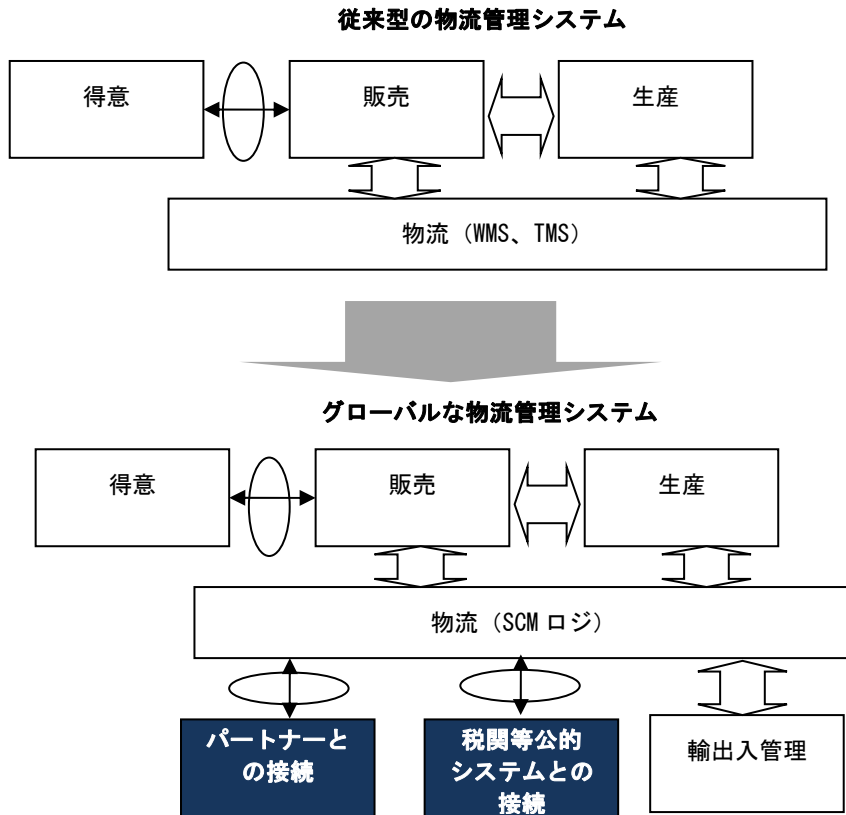 従来型の物流管理システム
得意
販売
生産
物流（WMS、TMS）
グローバルな物流管理システム
得意
販売
生産
物流（SCM ロジ）
パートナーと
の接続
税関等公的
システムとの
接続
輸出入管理